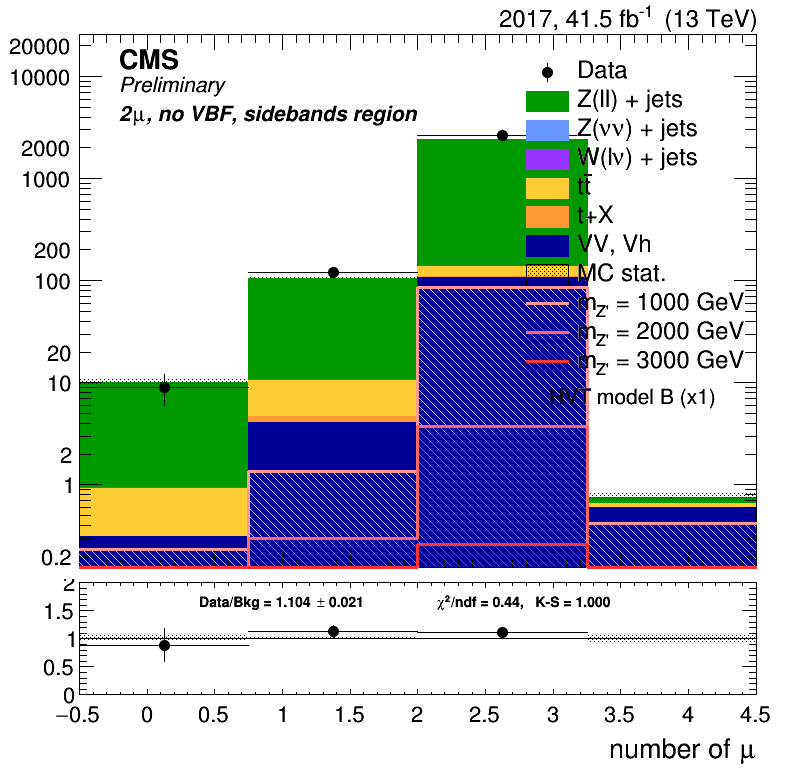 2017, 41.5 fb⁻¹ (13 TeV)
CMS
Preliminary
2μ, no VBF, sidebands region
Data
Z(ll) + jets
Z(νν) + jets
W(lν) + jets
tt̄
t+X
VV, Vh
MC stat.
m_Z' = 1000 GeV
m_Z' = 2000 GeV
m_Z' = 3000 GeV
HVT model B (x1)
20000
10000
2000
1000
200
100
20
10
2
1
0.2
Data/Bkg = 1.104 ± 0.021
χ²/ndf = 0.44, K-S = 1.000
2
1.5
1
0.5
0
−0.5 0 0.5 1 1.5 2 2.5 3 3.5 4 4.5
number of μ